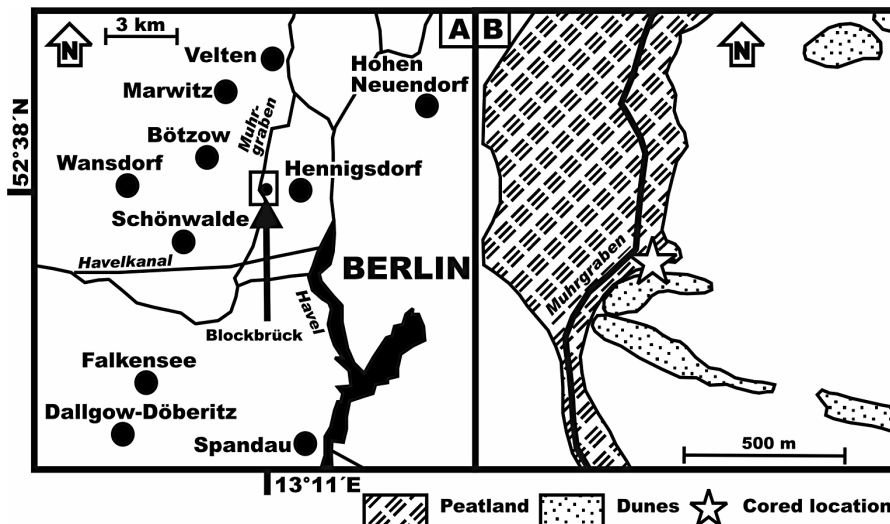 3 km
A
B
N
N
Velten
Hohen
Neuendorf
Marwitz
Muhr-
graben
Bötzow
52°38´N
Wansdorf
Hennigsdorf
Schönwalde
Havelkanal
BERLIN
Havel
Blockbrück
Muhrgraben
Falkensee
Dallgow-Döberitz
Spandau
500 m
13°11´E
Peatland
Dunes
Cored location